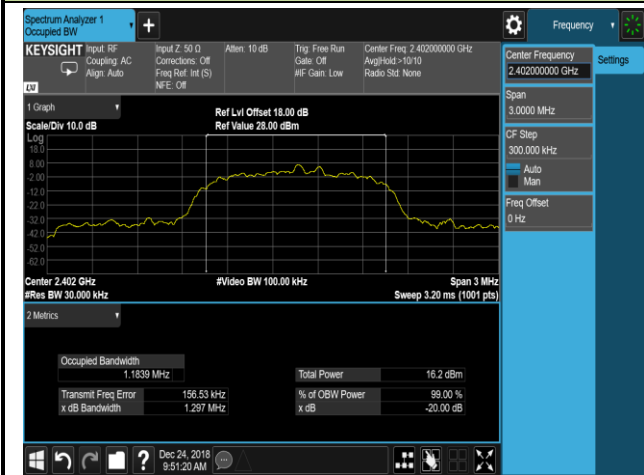 Spectrum Analyzer 1
Occupied BW
Frequency
KEYSIGHT
Input: RF
Coupling: AC
Align: Auto
Input Z: 50 Ω
Corrections: Off
Freq Ref: Int (S)
NFE: Off
Atten: 10 dB
Trig: Free Run
Gate: Off
#IF Gain: Low
Center Freq: 2.402000000 GHz
Avg|Hold:>10/10
Radio Std: None
LXI
Center Frequency
2.402000000 GHz
Settings
Span
3.0000 MHz
CF Step
300.000 kHz
Auto
Man
Freq Offset
0 Hz
1 Graph
Scale/Div 10.0 dB
Ref Lvl Offset 18.00 dB
Ref Value 28.00 dBm
Log
18.0
8.00
-2.00
-12.0
-22.0
-32.0
-42.0
-52.0
-62.0
Center 2.402 GHz
#Video BW 100.00 kHz
Span 3 MHz
#Res BW 30.000 kHz
Sweep 3.20 ms (1001 pts)
2 Metrics
Occupied Bandwidth
1.1839 MHz
Total Power 16.2 dBm
Transmit Freq Error 156.53 kHz
% of OBW Power 99.00 %
x dB Bandwidth 1.297 MHz
x dB -20.00 dB
?
Dec 24, 2018
9:51:20 AM